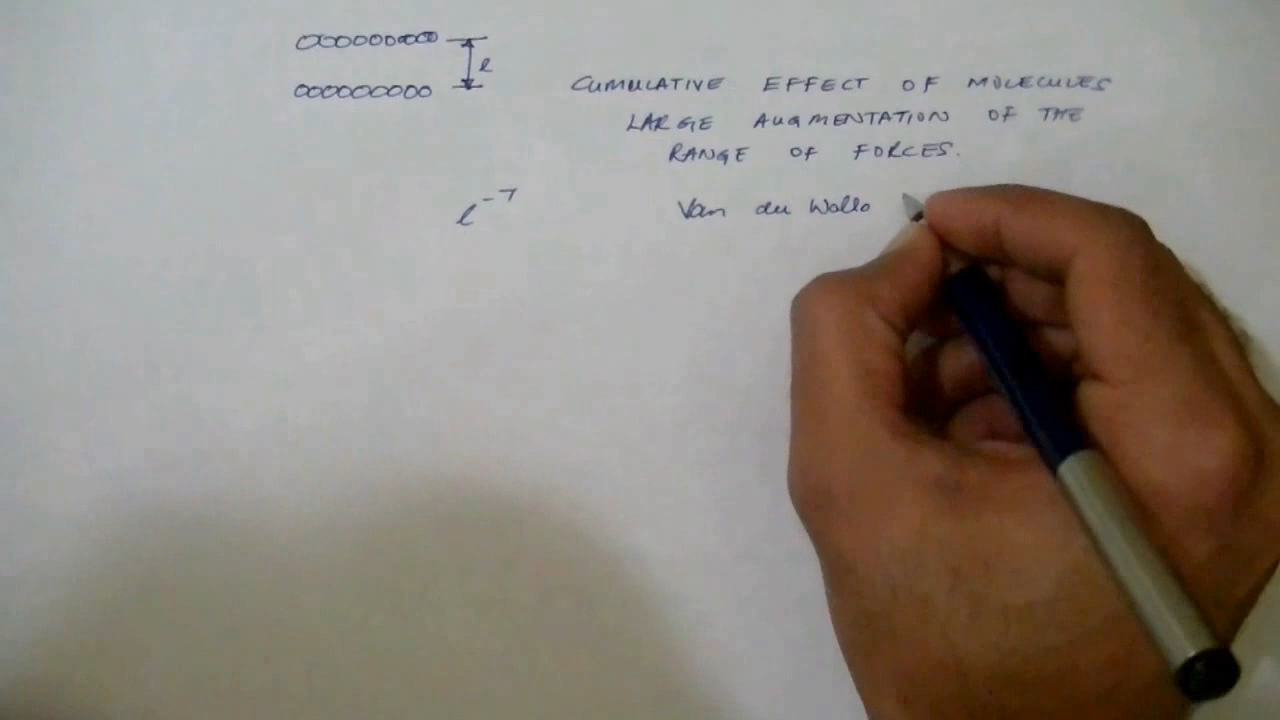 l
CUMULATIVE EFFECT OF MOLECULES
LARGE AUGMENTATION OF THE
RANGE OF FORCES.
l⁻⁷
Van der Walls